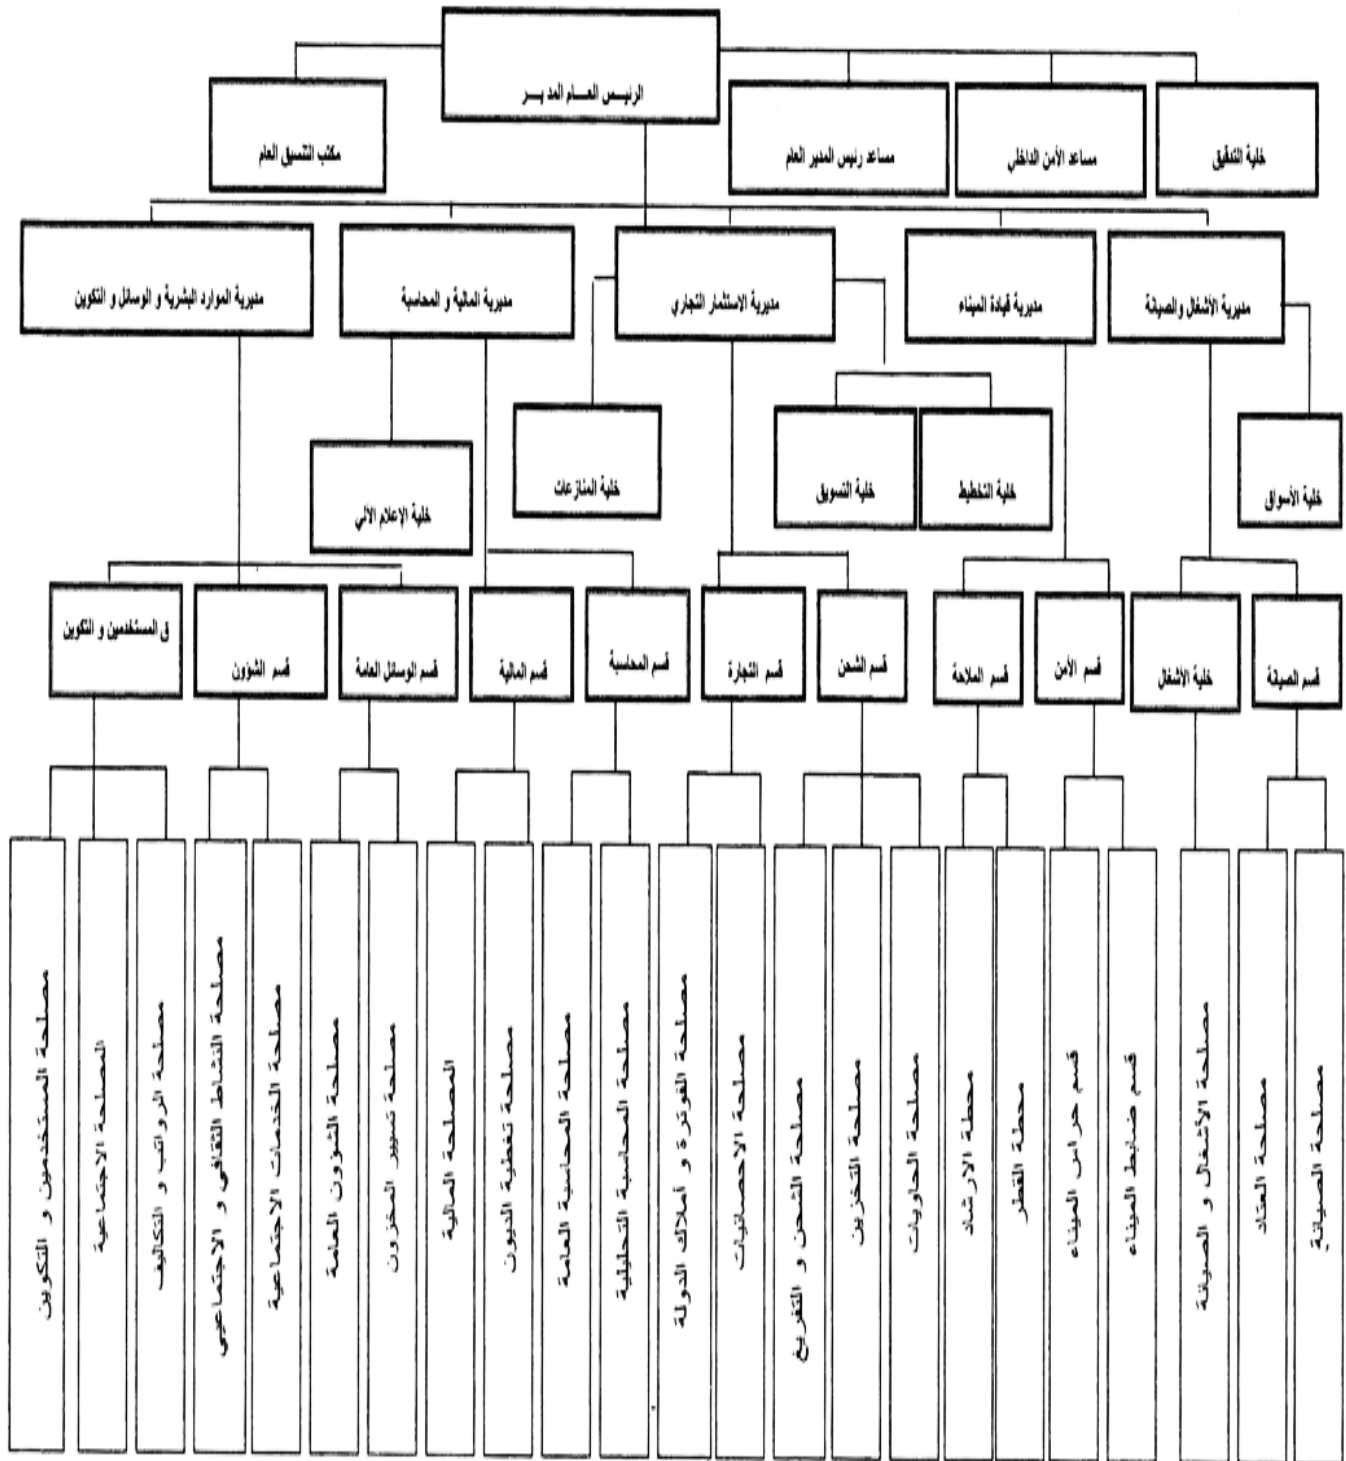 الرئيس العام المدير
خلية التدقيق
مساعد الأمن الداخلي
مساعد رئيس المدير العام
مكتب التنسيق العام
مديرية الأشغال والصيانة
مديرية قيادة الميناء
مديرية الاستثمار التجاري
مديرية المالية و المحاسبة
مديرية الموارد البشرية و الوسائل و التكوين
خلية الأسواق
خلية التخطيط
خلية التسويق
خلية المنازعات
خلية الإعلام الآلي
قسم الصيانة
خلية الأشغال
قسم الأمن
قسم الملاحة
قسم الشحن
قسم التجارة
قسم المحاسبة
قسم المالية
قسم الوسائل العامة
قسم الشؤون
ق المستخدمين و التكوين
مصلحة الصيانة
مصلحة العتاد
مصلحة الأشغال و الصيانة
قسم ضابط الميناء
قسم حراس الميناء
محطة القطر
محطة الارشاد
مصلحة الحاويات
مصلحة التخزين
مصلحة الشحن و التفريغ
مصلحة الاحصائيات
مصلحة الفوترة و أملاك الدولة
مصلحة المحاسبة التحليلية
مصلحة المحاسبة العامة
مصلحة تغطية الديون
المصلحة المالية
مصلحة تسيير المخزون
مصلحة الشؤون العامة
مصلحة الخدمات الاجتماعية
مصلحة النشاط الثقافي و الاجتماعي
مصلحة الرواتب و التكاليف
المصلحة الاجتماعية
مصلحة المستخدمين و التكوين